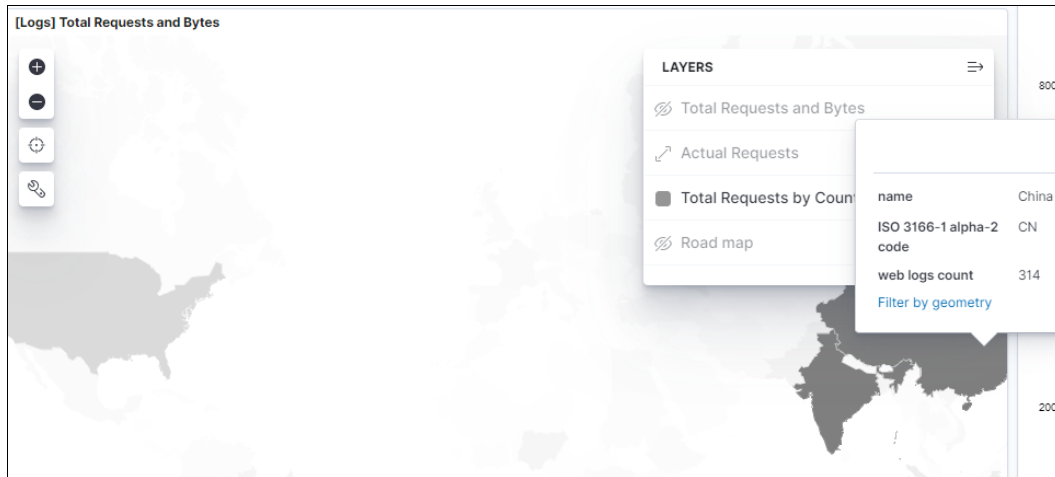 [Logs] Total Requests and Bytes
LAYERS
Total Requests and Bytes
Actual Requests
Total Requests by Coun
Road map
name China
ISO 3166-1 alpha-2 CN
code
web logs count 314
Filter by geometry
800
200